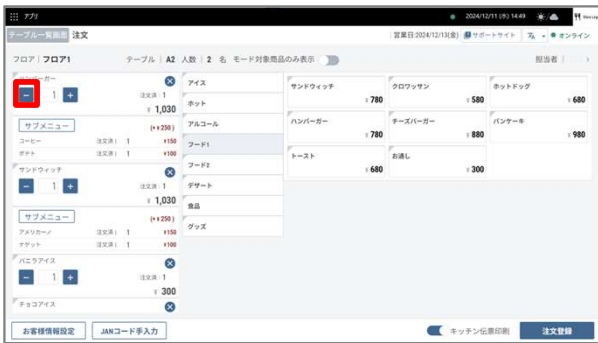 アプリ 2024/12/11 (水) 14:49
テーブル一覧画面 注文 営業日:2024/12/13(金) サポートサイト オンライン
フロア | フロア1 テーブル | A2 人数 | 2 名 モード対象商品のみ表示 担当者
ハンバーガー
1 注文済 : 1
¥ 1,030
サブメニュー (+¥250)
コーヒー 注文済 | 1 ¥150
ポテト 注文済 | 1 ¥100
サンドウィッチ
1 注文済 : 1
¥ 1,030
サブメニュー (+¥250)
アメリカーノ 注文済 | 1 ¥150
ナゲット 注文済 | 1 ¥100
バニラアイス
1 注文済 : 1
¥ 300
チョコアイス
アイス
ホット
アルコール
フード1
フード2
デザート
食品
グッズ
サンドウィッチ ¥ 780
クロワッサン ¥ 580
ホットドッグ ¥ 680
ハンバーガー ¥ 780
チーズバーガー ¥ 880
パンケーキ ¥ 980
トースト ¥ 680
お通し ¥ 300
お客様情報設定 JANコード手入力 キッチン伝票印刷 注文登録